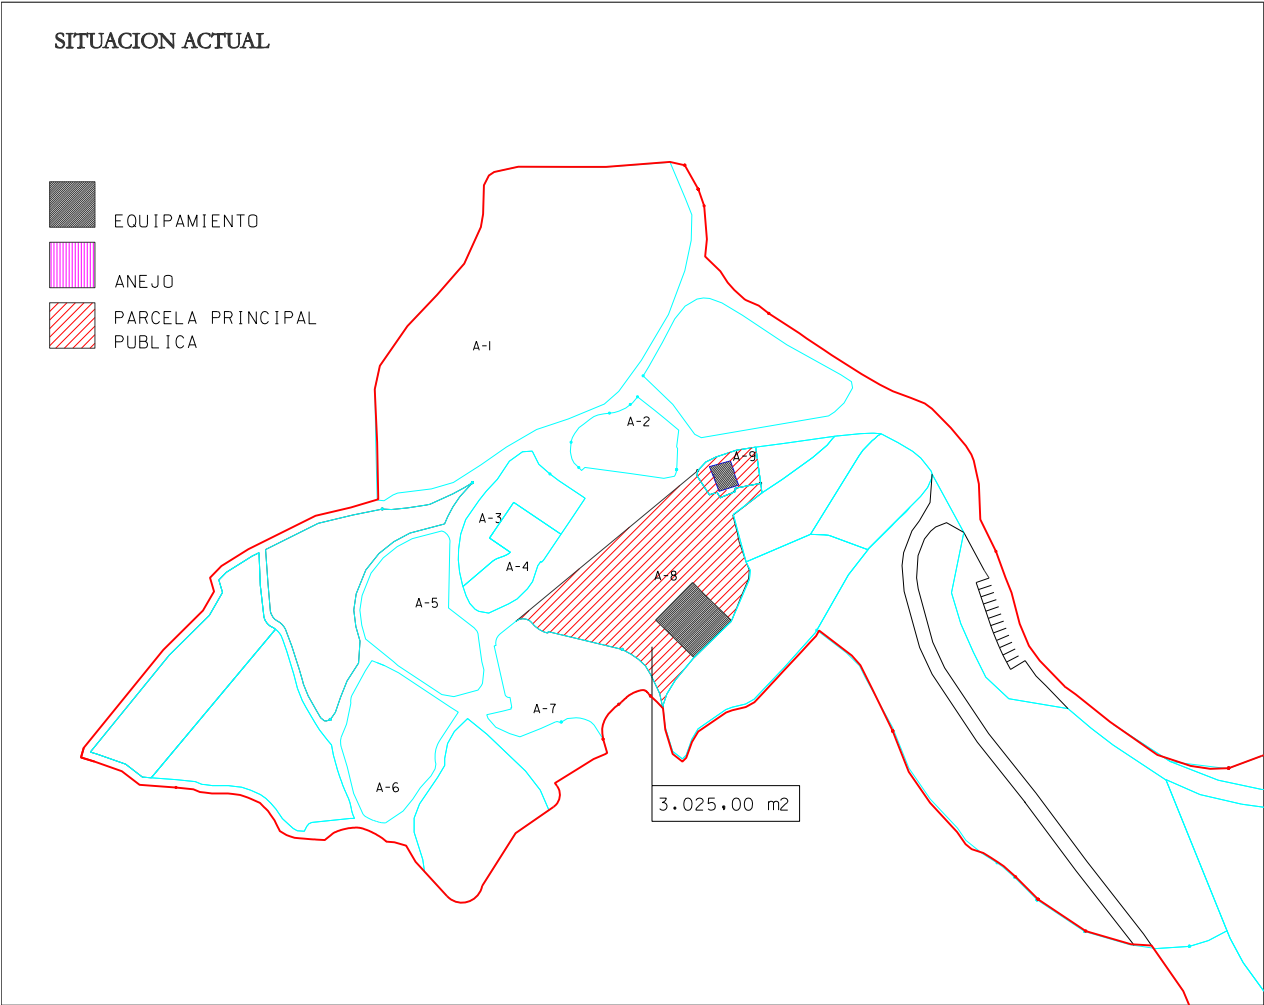 SITUACION ACTUAL
EQUIPAMIENTO
ANEJO
PARCELA PRINCIPAL
PUBLICA
A-1
A-2
A-9
A-3
A-4
A-8
A-5
A-7
A-6
3.025,00 m2